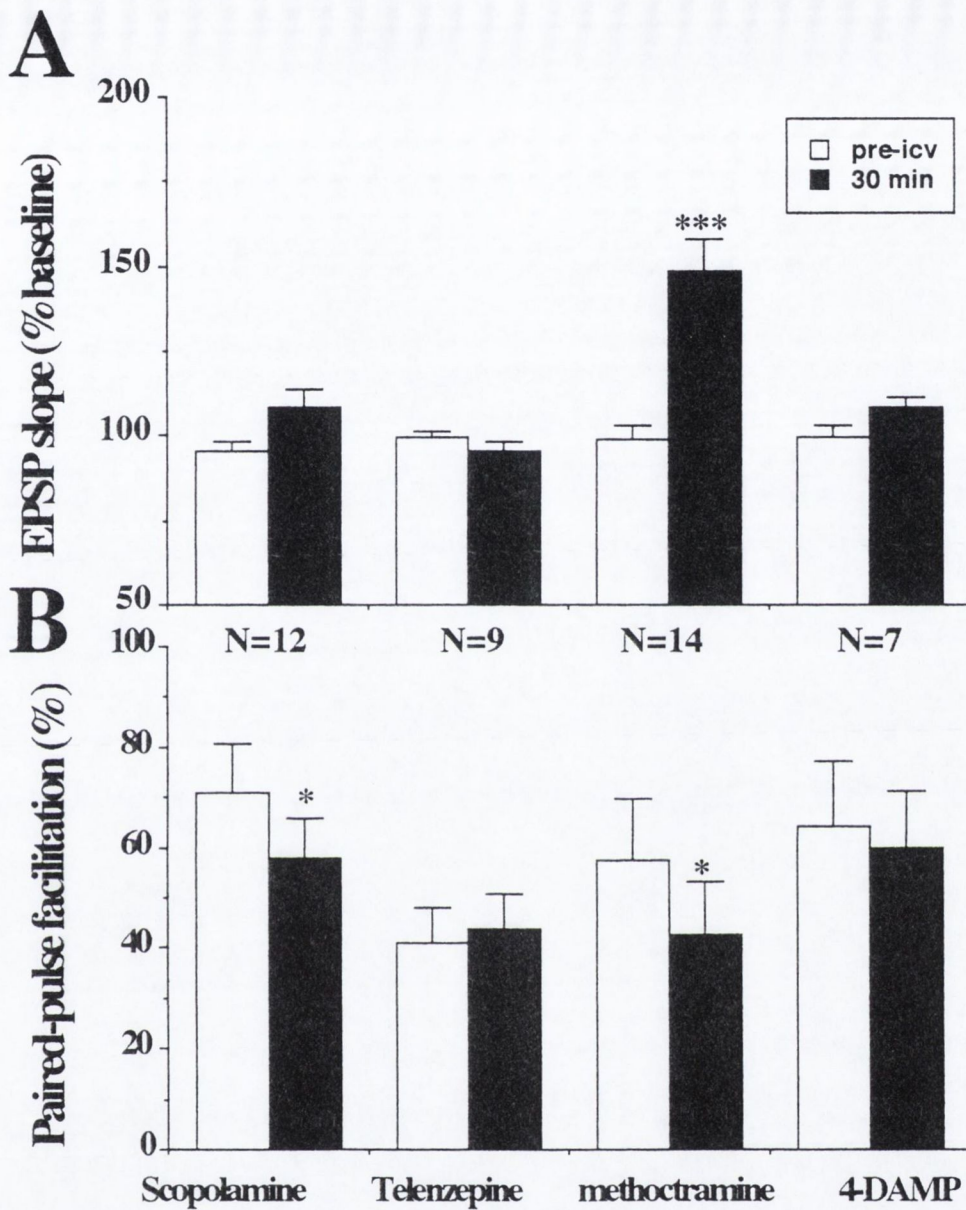 A
200
150
100
50
EPSP slope (% baseline)
pre-icv
30 min
***
B
N=12 N=9 N=14 N=7
100
80
60
40
20
0
Paired-pulse facilitation (%)
*
*
Scopolamine Telenzepine methoctramine 4-DAMP